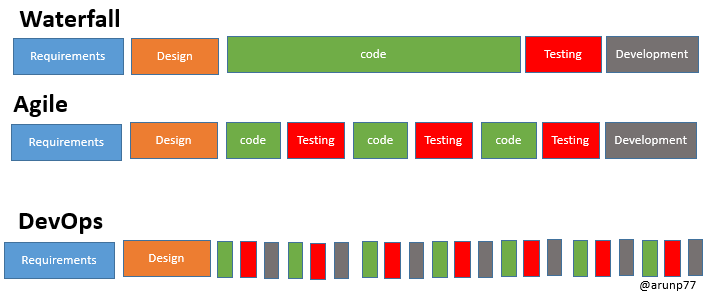 Waterfall
Requirements Design code Testing Development
Agile
Requirements Design code Testing code Testing code Testing Development
DevOps
Requirements Design
@arunp77